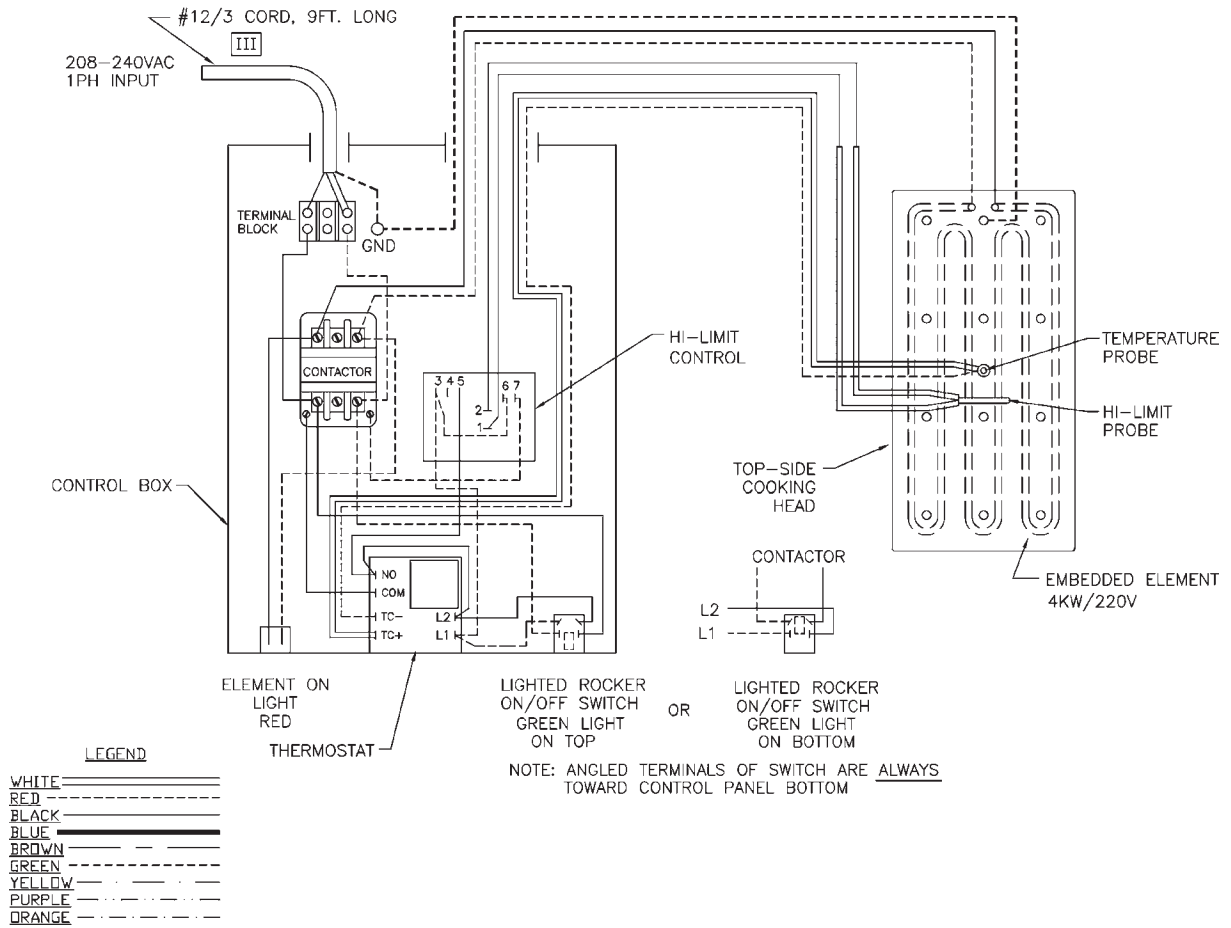 #12/3 CORD, 9FT. LONG
III
208-240VAC
1PH INPUT
TERMINAL
BLOCK
GND
CONTACTOR
HI-LIMIT
CONTROL
3 4 5
6 7
2
1
TEMPERATURE
PROBE
HI-LIMIT
PROBE
TOP-SIDE
COOKING
HEAD
CONTROL BOX
NO
COM
TC-
TC+
L2
L1
CONTACTOR
L2
L1
EMBEDDED ELEMENT
4KW/220V
ELEMENT ON
LIGHT
RED
THERMOSTAT
LIGHTED ROCKER
ON/OFF SWITCH
GREEN LIGHT
ON TOP
OR
LIGHTED ROCKER
ON/OFF SWITCH
GREEN LIGHT
ON BOTTOM
NOTE: ANGLED TERMINALS OF SWITCH ARE ALWAYS
TOWARD CONTROL PANEL BOTTOM
LEGEND
WHITE
RED
BLACK
BLUE
BROWN
GREEN
YELLOW
PURPLE
ORANGE